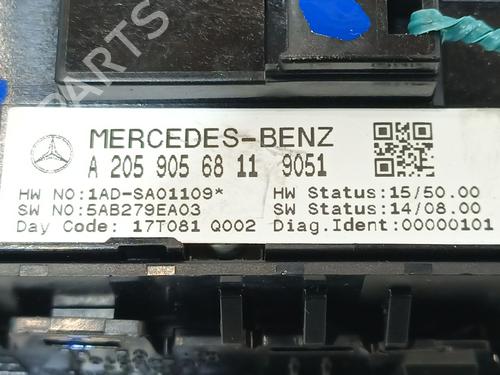 B-PARTS
MERCEDES-BENZ
A 205 905 68 11 9051
HW NO:1AD-SA01109* HW Status:15/50.00
SW NO:5AB279EA03 SW Status:14/08.00
Day Code: 17T081 Q002 Diag.Ident:00000101